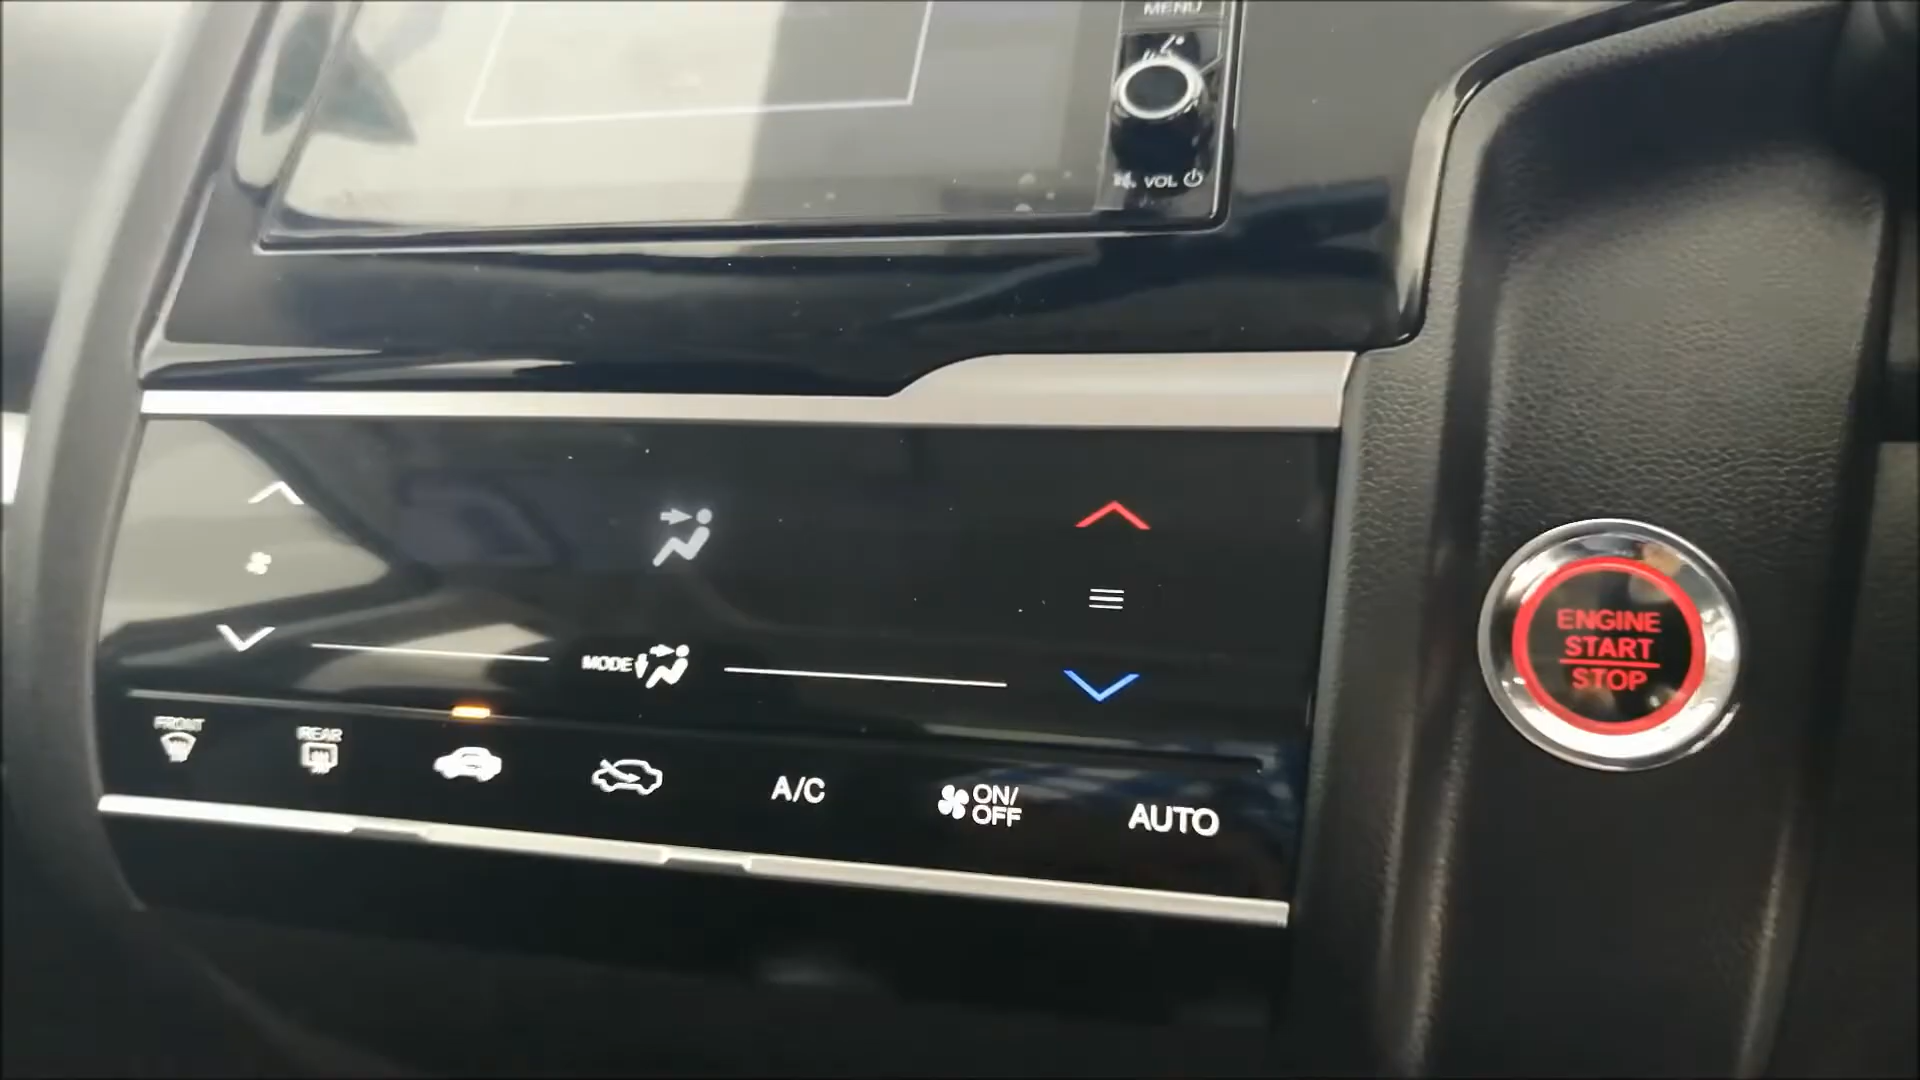 MENU
VOL
MODE
FRONT
REAR
A/C
ON/
OFF
AUTO
ENGINE
START
STOP